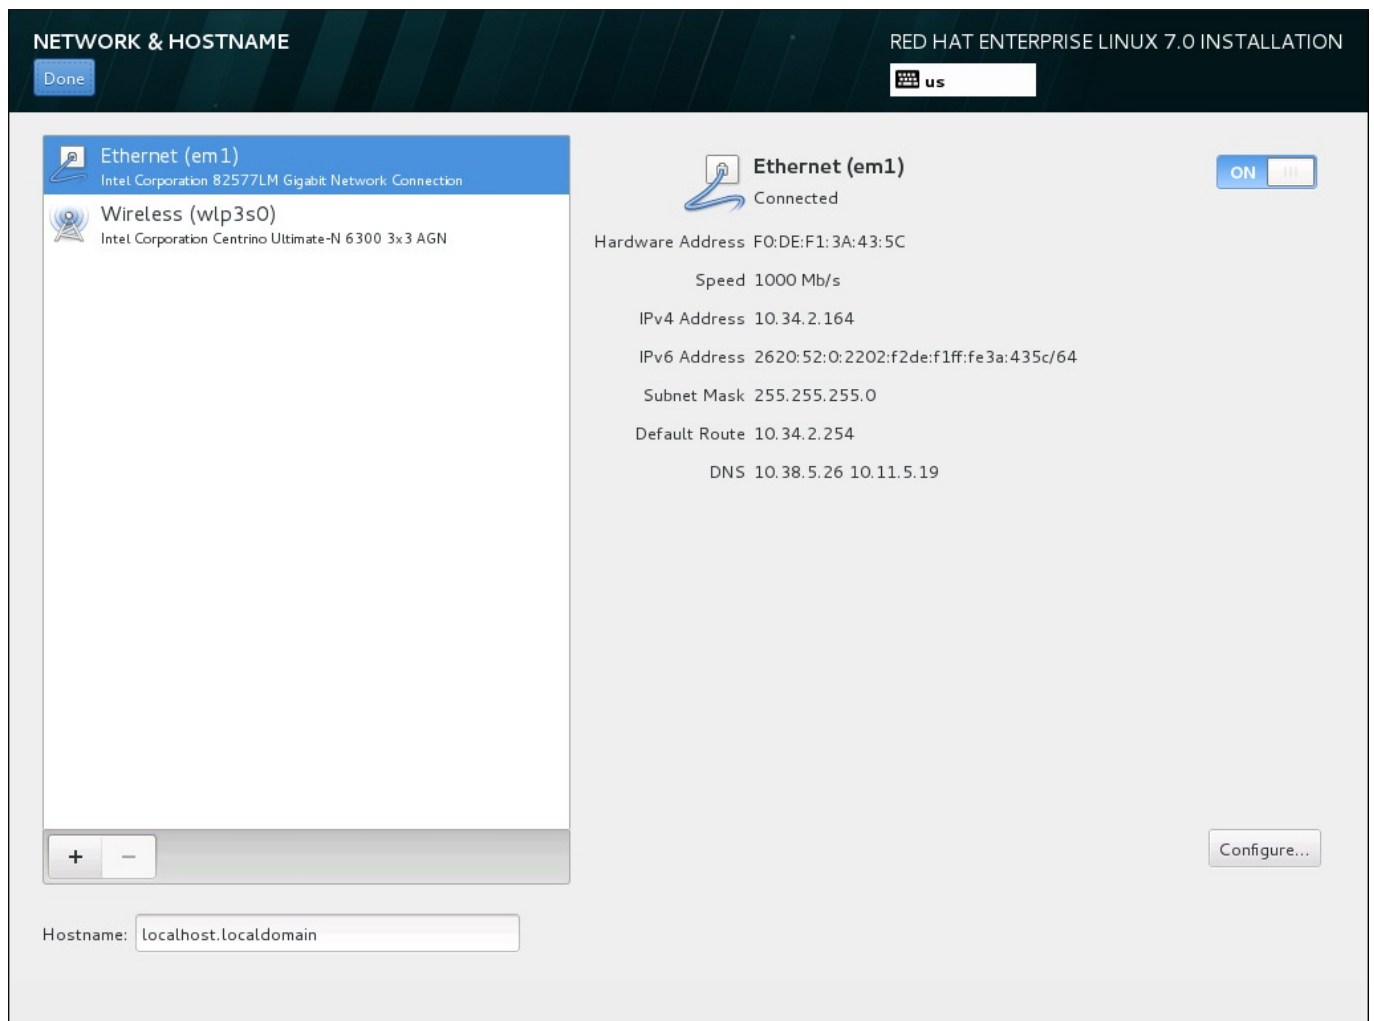 NETWORK & HOSTNAME
RED HAT ENTERPRISE LINUX 7.0 INSTALLATION
Done
us
Ethernet (em1)
Intel Corporation 82577LM Gigabit Network Connection
Wireless (wlp3s0)
Intel Corporation Centrino Ultimate-N 6300 3x3 AGN
Ethernet (em1)
Connected
ON
Hardware Address F0:DE:F1:3A:43:5C
Speed 1000 Mb/s
IPv4 Address 10.34.2.164
IPv6 Address 2620:52:0:2202:f2de:f1ff:fe3a:435c/64
Subnet Mask 255.255.255.0
Default Route 10.34.2.254
DNS 10.38.5.26 10.11.5.19
+ −
Configure...
Hostname: localhost.localdomain